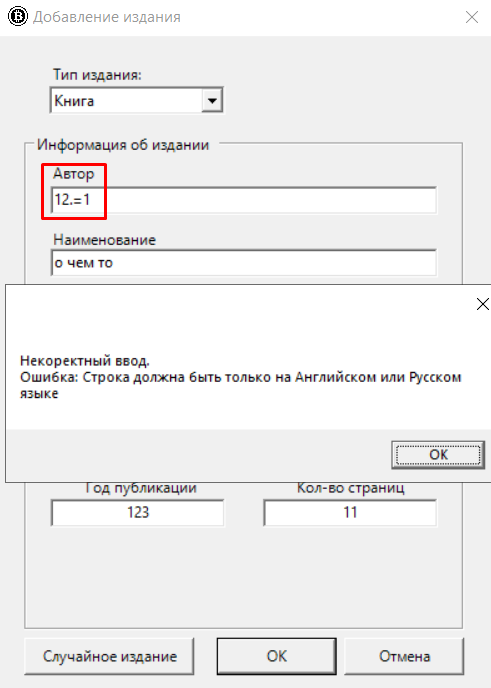 Добавление издания
Тип издания:
Книга
Информация об издании
Автор
12.=1
Наименование
о чем то
Некоректный ввод.
Ошибка: Строка должна быть только на Английском или Русском
языке
OK
Год публикации
Кол-во страниц
123
11
Случайное издание
OK
Отмена